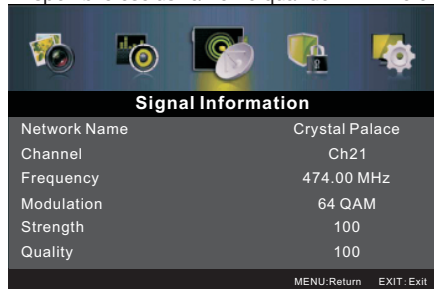 Signal Information
Network Name Crystal Palace
Channel Ch21
Frequency 474.00 MHz
Modulation 64 QAM
Strength 100
Quality 100
MENU:Return EXIT:Exit